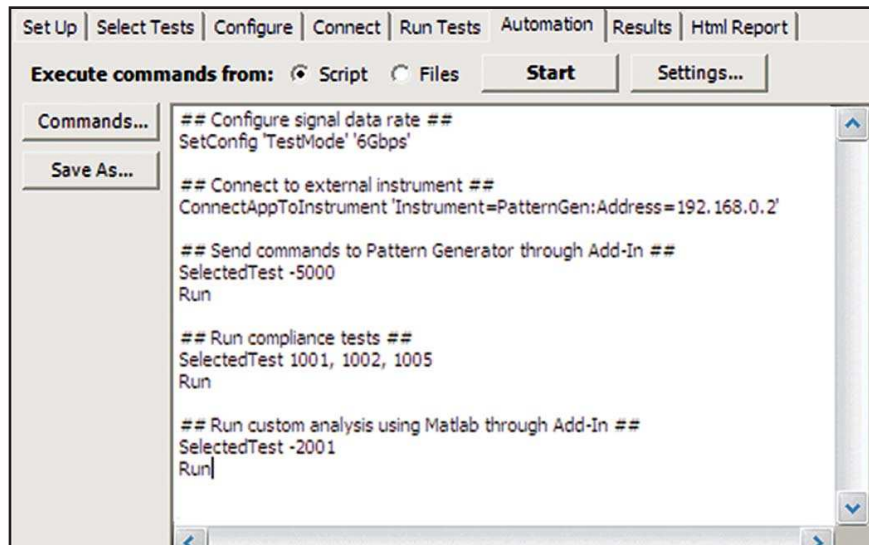 Set Up Select Tests Configure Connect Run Tests Automation Results Html Report
Execute commands from: Script Files Start Settings...
Commands...
Save As...
## Configure signal data rate ##
SetConfig 'TestMode' '6Gbps'
## Connect to external instrument ##
ConnectAppToInstrument 'Instrument=PatternGen:Address=192.168.0.2'
## Send commands to Pattern Generator through Add-In ##
SelectedTest -5000
Run
## Run compliance tests ##
SelectedTest 1001, 1002, 1005
Run
## Run custom analysis using Matlab through Add-In ##
SelectedTest -2001
Run